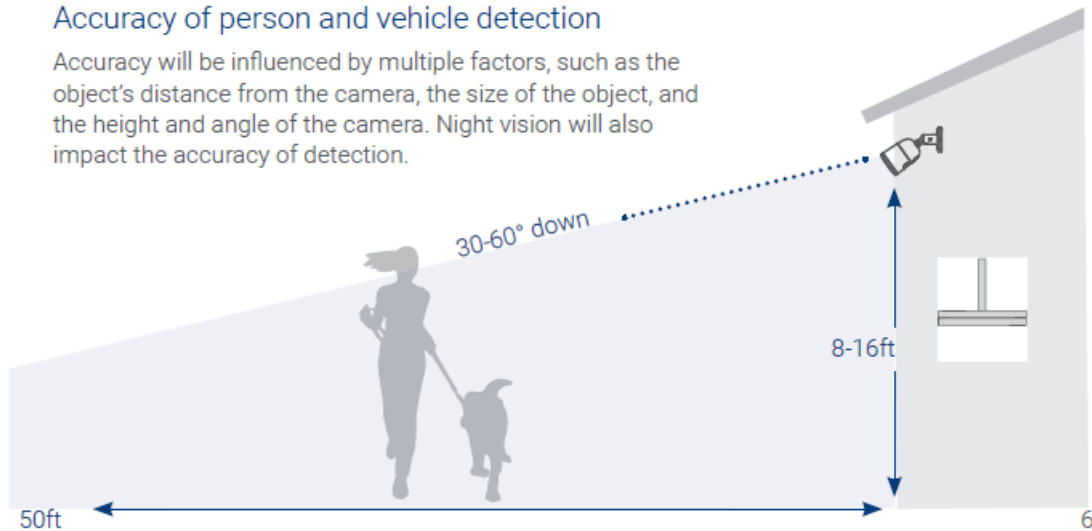 Accuracy of person and vehicle detection
Accuracy will be influenced by multiple factors, such as the
object's distance from the camera, the size of the object, and
the height and angle of the camera. Night vision will also
impact the accuracy of detection.
30-60° down
8-16ft
50ft
6